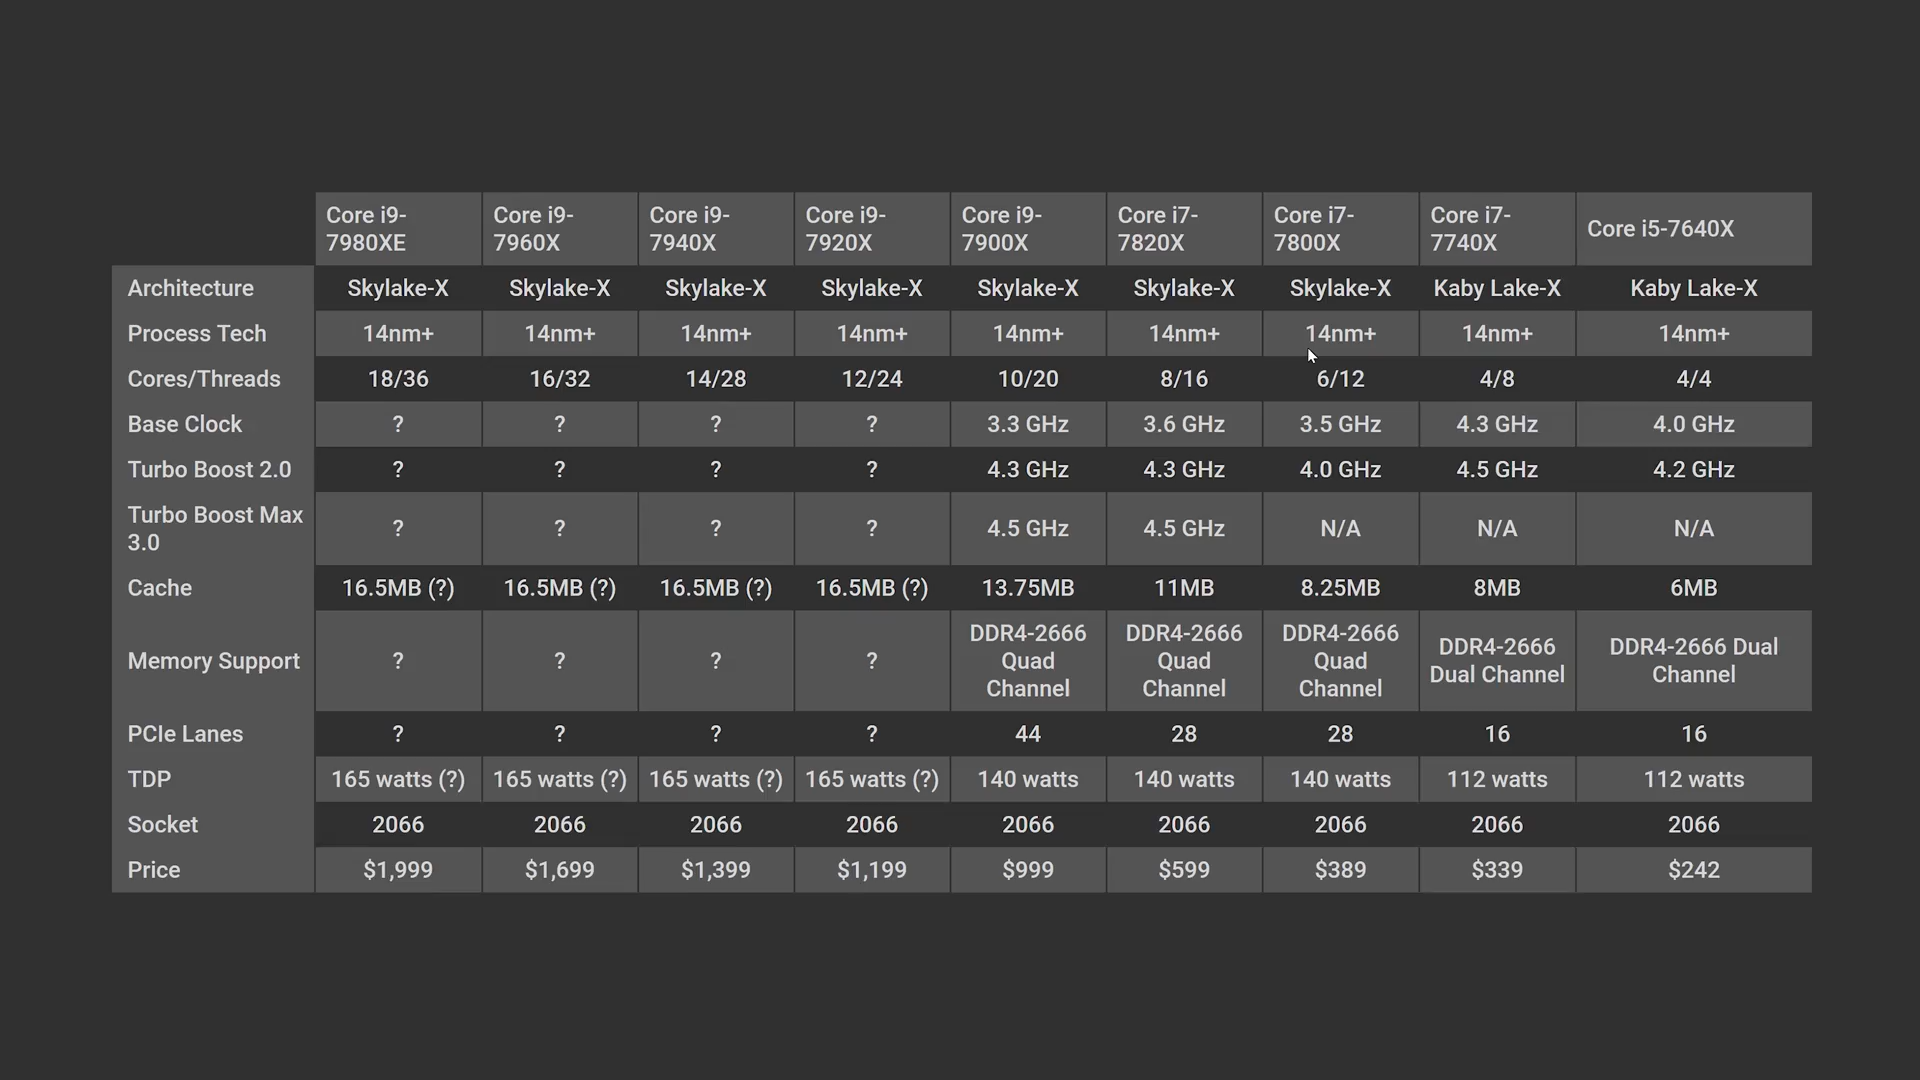 Core i9-7980XE Core i9-7960X Core i9-7940X Core i9-7920X Core i9-7900X Core i7-7820X Core i7-7800X Core i7-7740X Core i5-7640X
Architecture Skylake-X Skylake-X Skylake-X Skylake-X Skylake-X Skylake-X Skylake-X Kaby Lake-X Kaby Lake-X
Process Tech 14nm+ 14nm+ 14nm+ 14nm+ 14nm+ 14nm+ 14nm+ 14nm+ 14nm+
Cores/Threads 18/36 16/32 14/28 12/24 10/20 8/16 6/12 4/8 4/4
Base Clock ? ? ? ? 3.3 GHz 3.6 GHz 3.5 GHz 4.3 GHz 4.0 GHz
Turbo Boost 2.0 ? ? ? ? 4.3 GHz 4.3 GHz 4.0 GHz 4.5 GHz 4.2 GHz
Turbo Boost Max 3.0 ? ? ? ? 4.5 GHz 4.5 GHz N/A N/A N/A
Cache 16.5MB (?) 16.5MB (?) 16.5MB (?) 16.5MB (?) 13.75MB 11MB 8.25MB 8MB 6MB
Memory Support ? ? ? ? DDR4-2666 Quad Channel DDR4-2666 Quad Channel DDR4-2666 Quad Channel DDR4-2666 Dual Channel DDR4-2666 Dual Channel
PCIe Lanes ? ? ? ? 44 28 28 16 16
TDP 165 watts (?) 165 watts (?) 165 watts (?) 165 watts (?) 140 watts 140 watts 140 watts 112 watts 112 watts
Socket 2066 2066 2066 2066 2066 2066 2066 2066 2066
Price $1,999 $1,699 $1,399 $1,199 $999 $599 $389 $339 $242